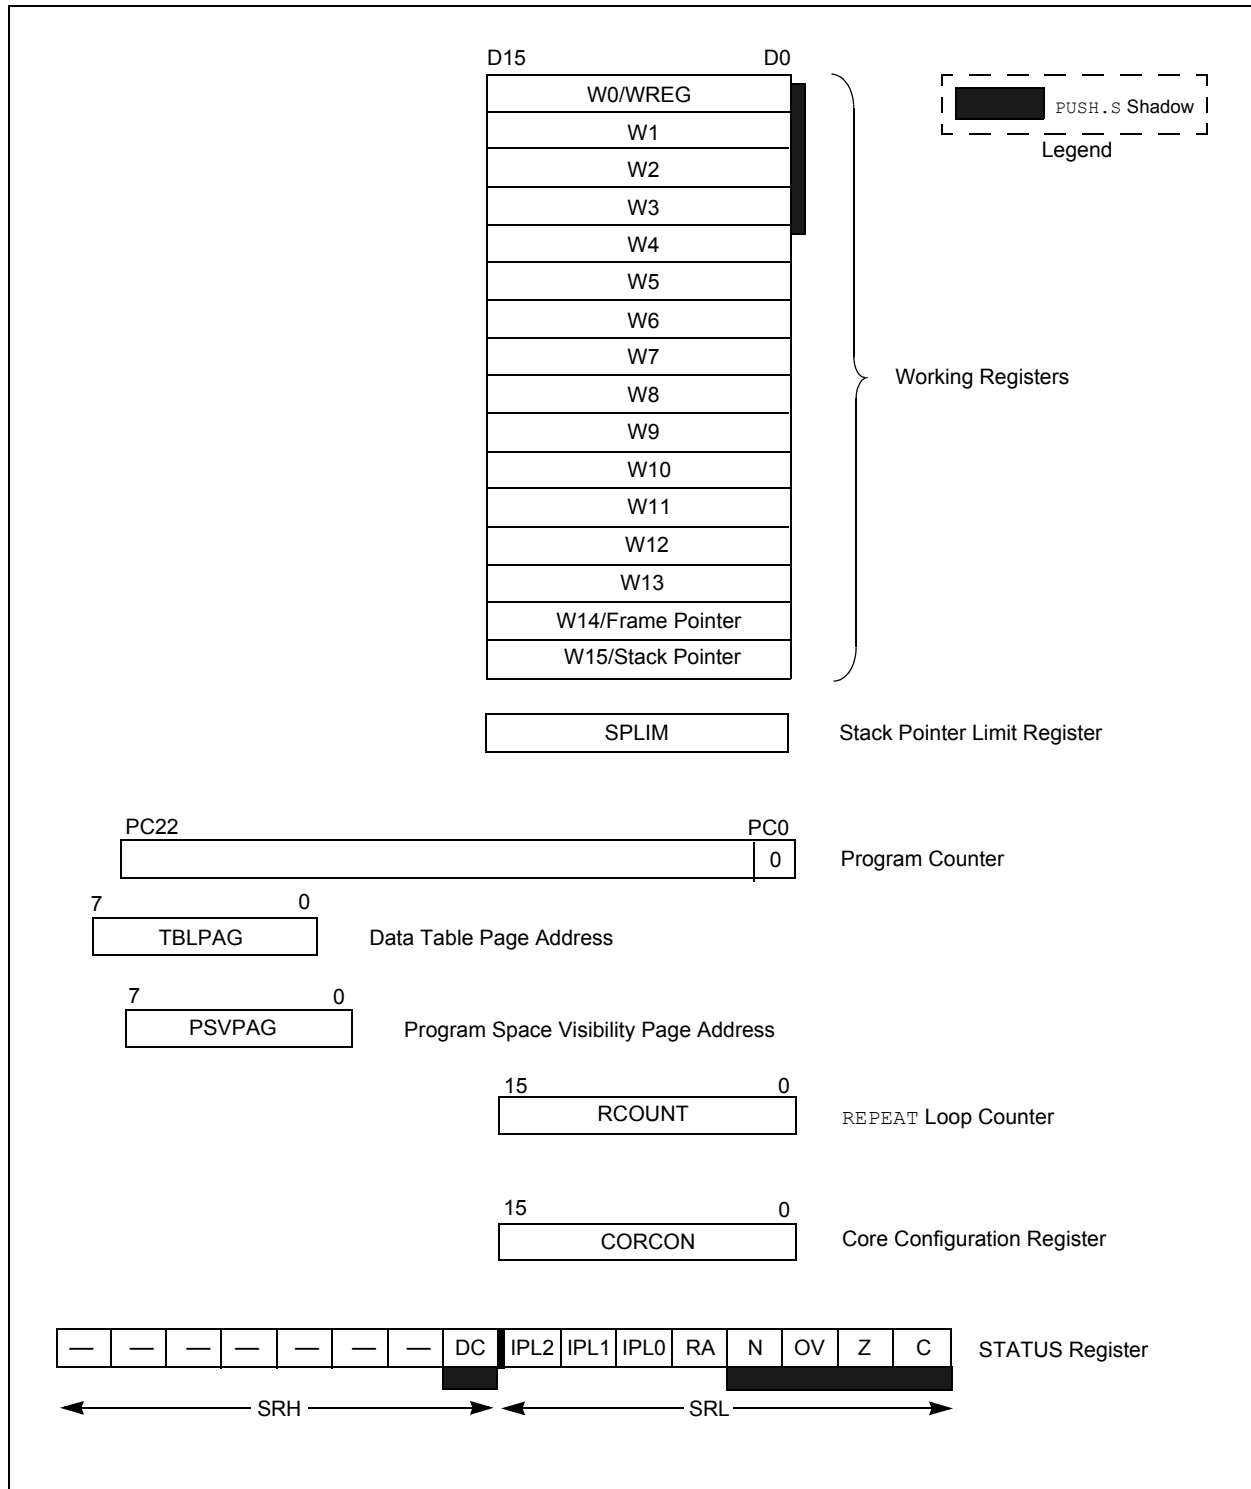 D15 D0
W0/WREG
PUSH.S Shadow
Legend
W1
W2
W3
W4
W5
W6
W7
W8
W9
W10
W11
W12
W13
W14/Frame Pointer
W15/Stack Pointer
Working Registers
SPLIM Stack Pointer Limit Register
PC22 PC0
0 Program Counter
7 0
TBLPAG Data Table Page Address
7 0
PSVPAG Program Space Visibility Page Address
15 0
RCOUNT REPEAT Loop Counter
15 0
CORCON Core Configuration Register
— — — — — — — DC IPL2 IPL1 IPL0 RA N OV Z C STATUS Register
SRH SRL